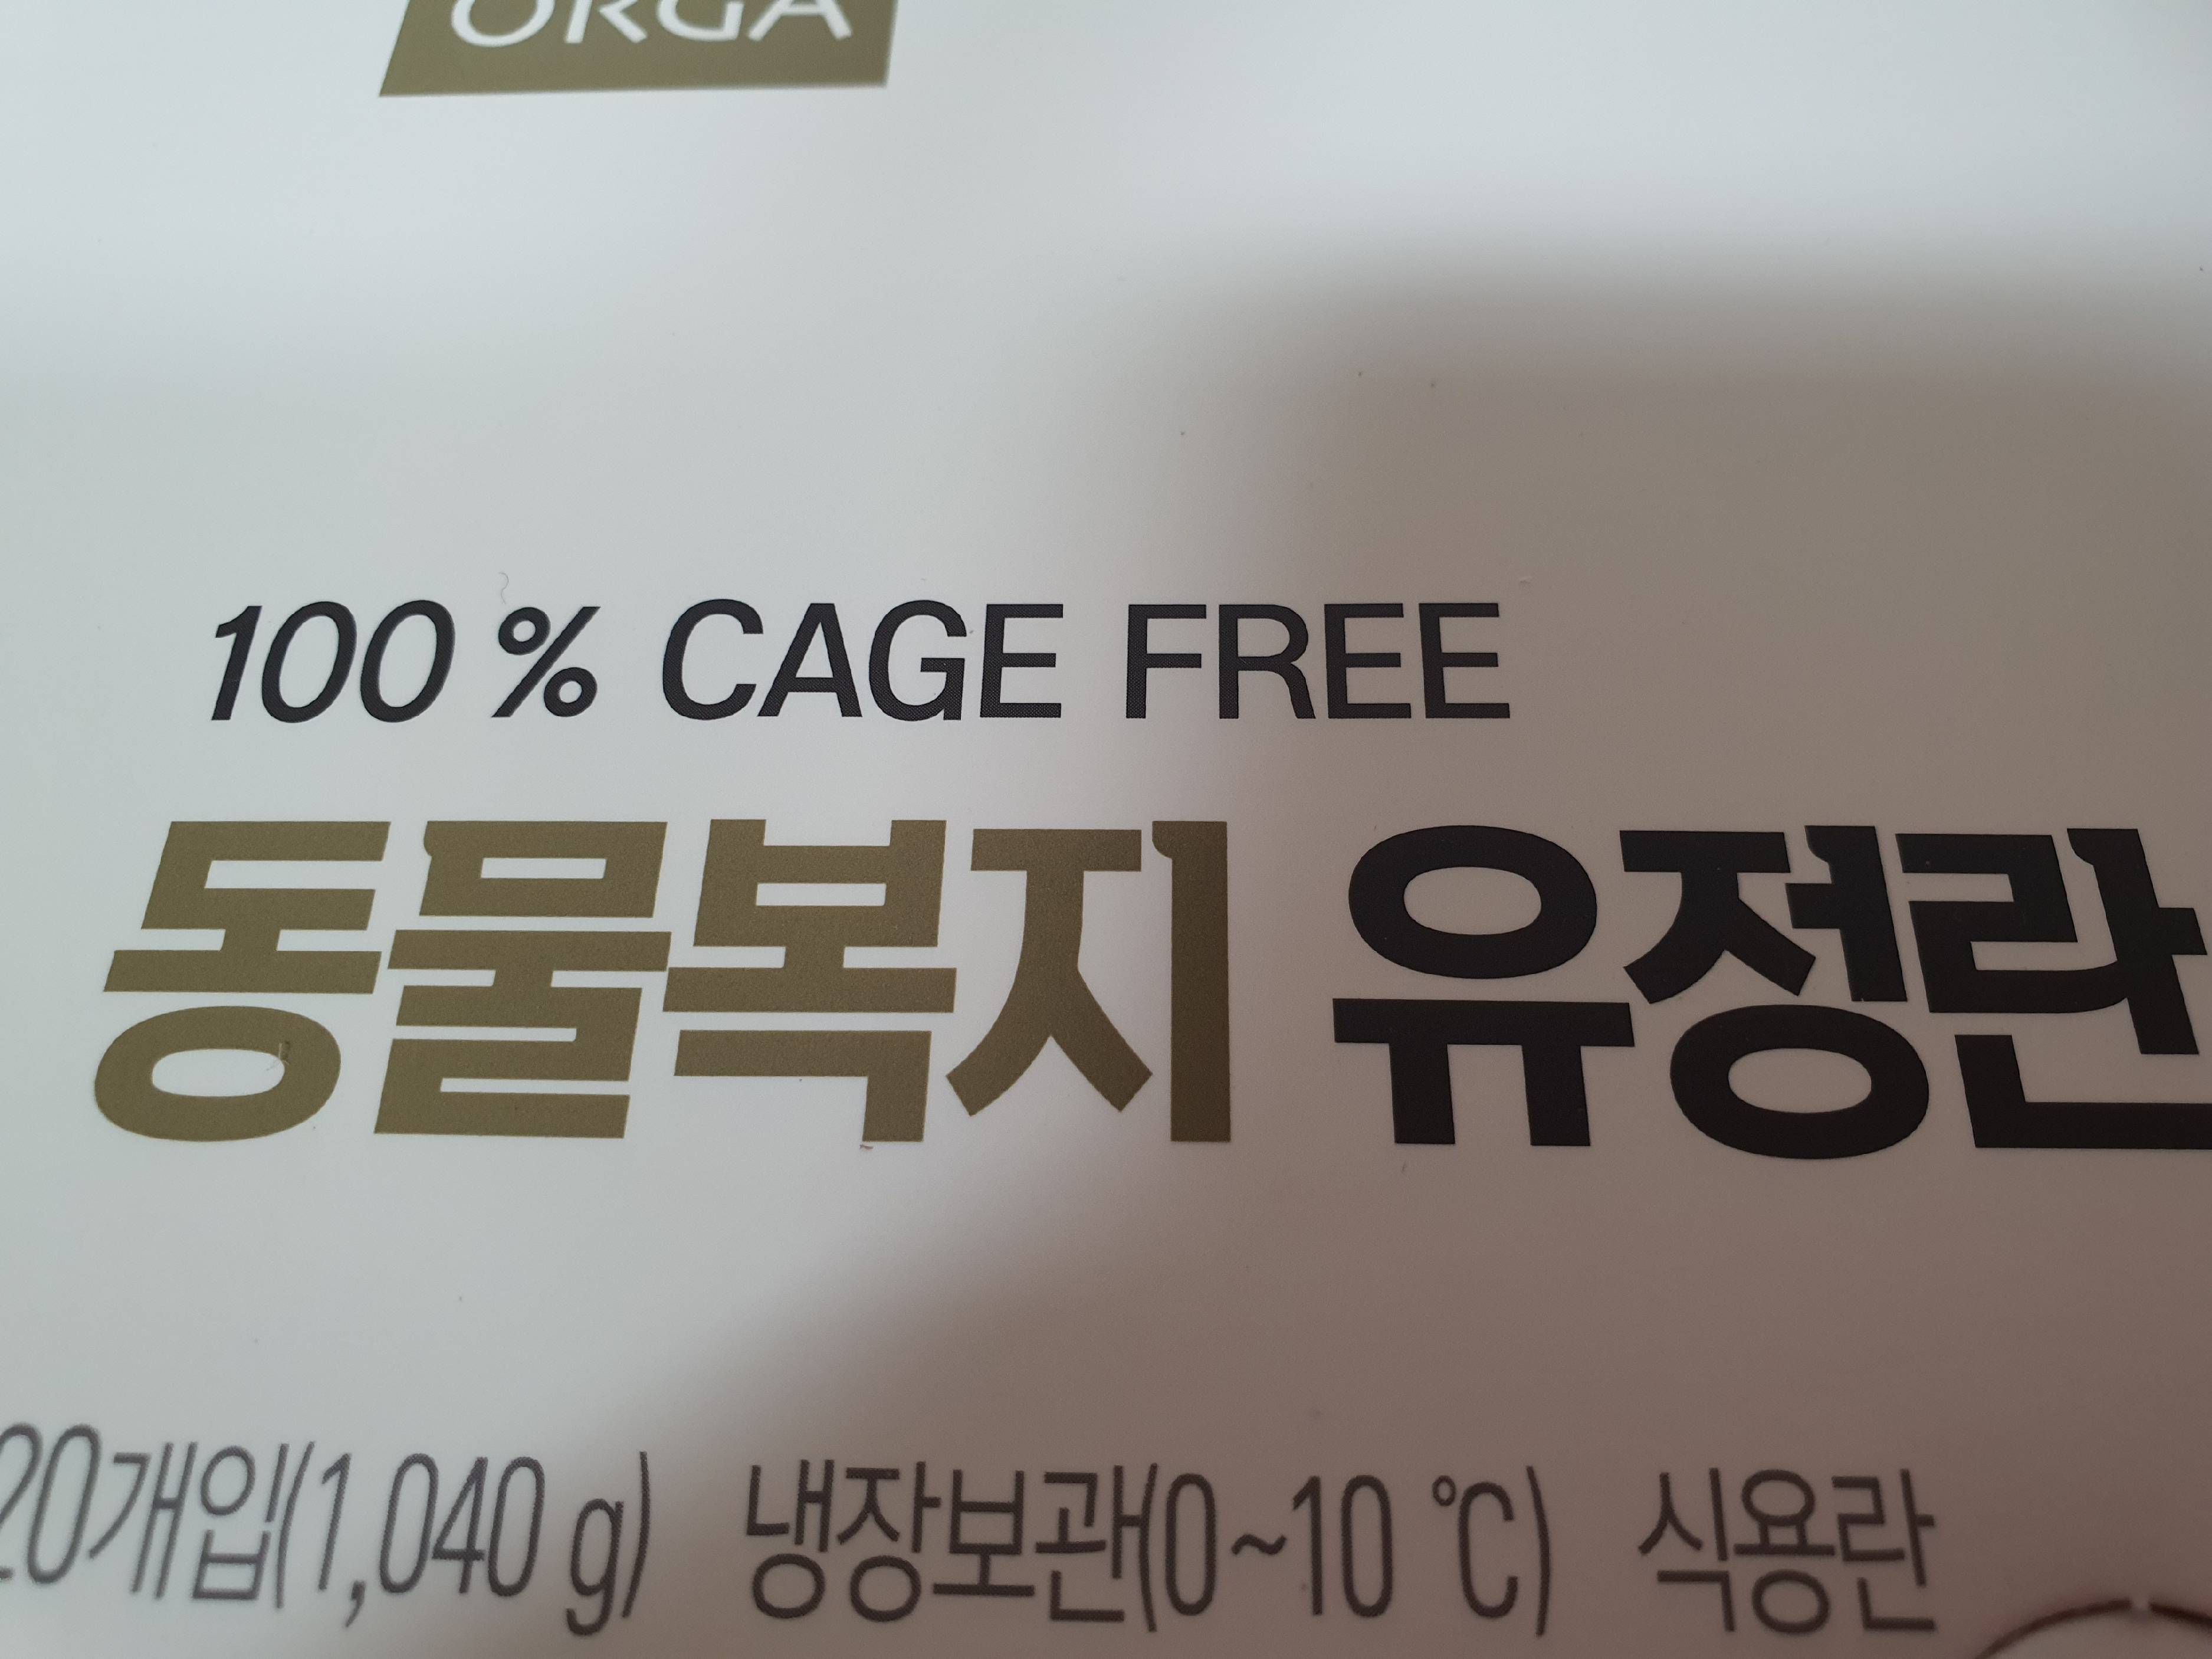 ORGA
100 % CAGE FREE
동물복지 유정란
20개입(1,040 g) 냉장보관(0~10 ℃) 식용란